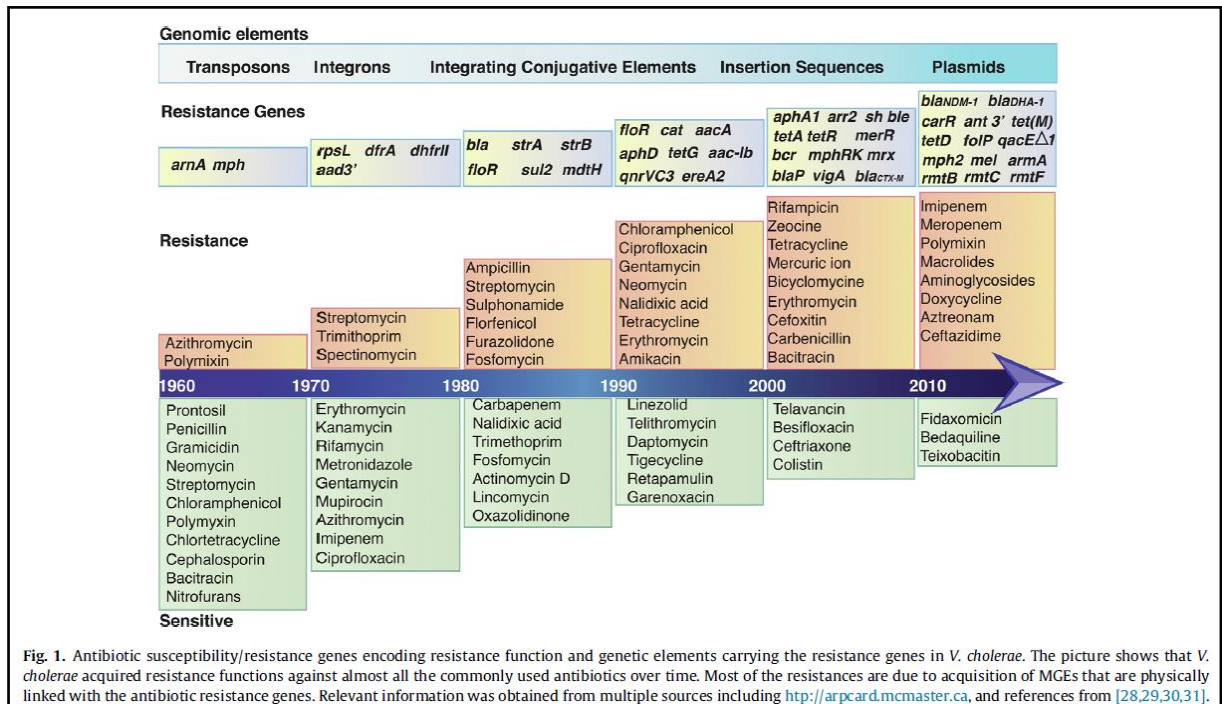 Genomic elements
Transposons Integrons Integrating Conjugative Elements Insertion Sequences Plasmids
Resistance Genes
arnA mph
rpsL dfrA dhfrII
aad3’
bla strA strB
floR sul2 mdtH
floR cat aacA
aphD tetG aac-Ib
qnrVC3 ereA2
aphA1 arr2 sh ble
tetA tetR merR
bcr mphRK mrx
blaP vigA blaCTX-M
blaNDM-1 blaDHA-1
carR ant 3’ tet(M)
tetD folP qacE△1
mph2 mel armA
rmtB rmtC rmtF
Resistance
Azithromycin
Polymixin
Streptomycin
Trimithoprim
Spectinomycin
Ampicillin
Streptomycin
Sulphonamide
Florfenicol
Furazolidone
Fosfomycin
Chloramphenicol
Ciprofloxacin
Gentamycin
Neomycin
Nalidixic acid
Tetracycline
Erythromycin
Amikacin
Rifampicin
Zeocine
Tetracycline
Mercuric ion
Bicyclomycine
Erythromycin
Cefoxitin
Carbenicillin
Bacitracin
Imipenem
Meropenem
Polymixin
Macrolides
Aminoglycosides
Doxycycline
Aztreonam
Ceftazidime
1960 1970 1980 1990 2000 2010
Prontosil
Penicillin
Gramicidin
Neomycin
Streptomycin
Chloramphenicol
Polymyxin
Chlortetracycline
Cephalosporin
Bacitracin
Nitrofurans
Erythromycin
Kanamycin
Rifamycin
Metronidazole
Gentamycin
Mupirocin
Azithromycin
Imipenem
Ciprofloxacin
Carbapenem
Nalidixic acid
Trimethoprim
Fosfomycin
Actinomycin D
Lincomycin
Oxazolidinone
Linezolid
Telithromycin
Daptomycin
Tigecycline
Retapamulin
Garenoxacin
Telavancin
Besifloxacin
Ceftriaxone
Colistin
Fidaxomicin
Bedaquiline
Teixobacitin
Sensitive
Fig. 1. Antibiotic susceptibility/resistance genes encoding resistance function and genetic elements carrying the resistance genes in V. cholerae. The picture shows that V.
cholerae acquired resistance functions against almost all the commonly used antibiotics over time. Most of the resistances are due to acquisition of MGEs that are physically
linked with the antibiotic resistance genes. Relevant information was obtained from multiple sources including htp://arpcard.mcmaster.ca, and references from [28,29,30,31].